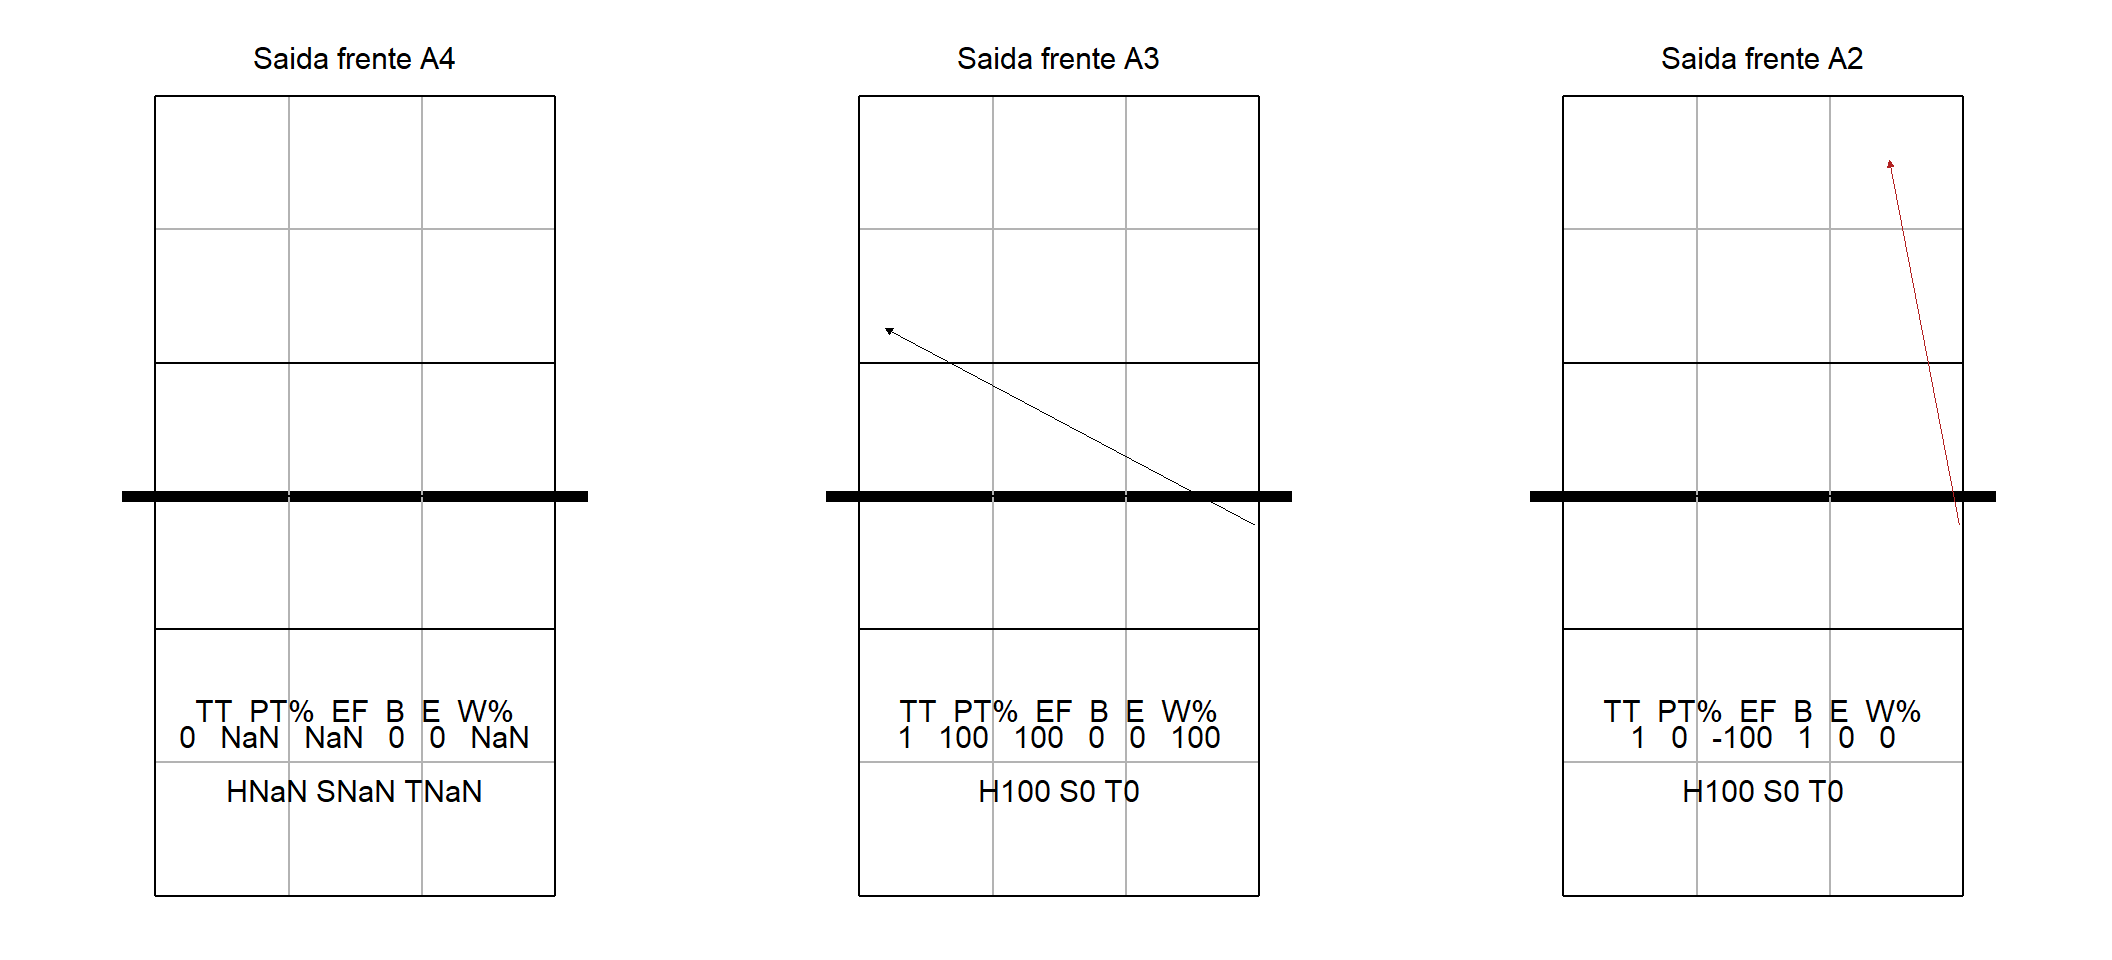 Saida frente A4
TT PT% EF B E W%
0 NaN NaN 0 0 NaN
HNaN SNaN TNaN
Saida frente A3
TT PT% EF B E W%
1 100 100 0 0 100
H100 S0 T0
Saida frente A2
TT PT% EF B E W%
1 0 -100 1 0 0
H100 S0 T0